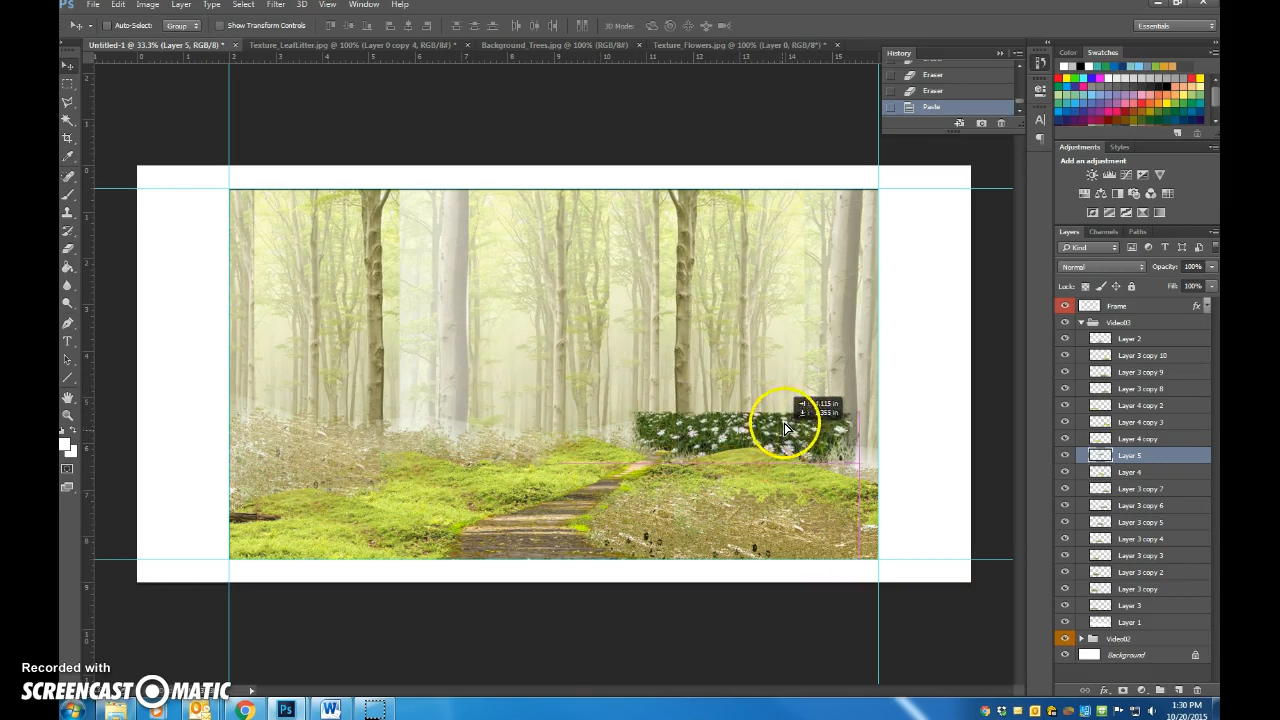 Ps File Edit Image Layer Type Select Filter 3D View Window Help
Auto-Select: Group Show Transform Controls 3D Mode: Essentials
Untitled-1 @ 33.3% (Layer 5, RGB/8) * × Texture_LeafLitter.jpg @ 100% (Layer 0 copy 4, RGB/8#) * × Background_Trees.jpg @ 100% (RGB/8#) × Texture_Flowers.jpg @ 100% (Layer 0, RGB/8*) * ×
History
Eraser
Eraser
Eraser
Paste
Color Swatches
Adjustments Styles
Add an adjustment
Layers Channels Paths
Kind
Normal Opacity: 100%
Lock: Fill: 100%
Frame fx
Video03
Layer 2
Layer 3 copy 10
Layer 3 copy 9
Layer 3 copy 8
Layer 4 copy 2
Layer 4 copy 3
Layer 4 copy
Layer 5
Layer 4
Layer 3 copy 7
Layer 3 copy 6
Layer 3 copy 5
Layer 3 copy 4
Layer 3 copy 3
Layer 3 copy 2
Layer 3 copy
Layer 3
Layer 1
Video02
Background
Recorded with
SCREENCAST MATIC
1:30 PM
10/20/2015